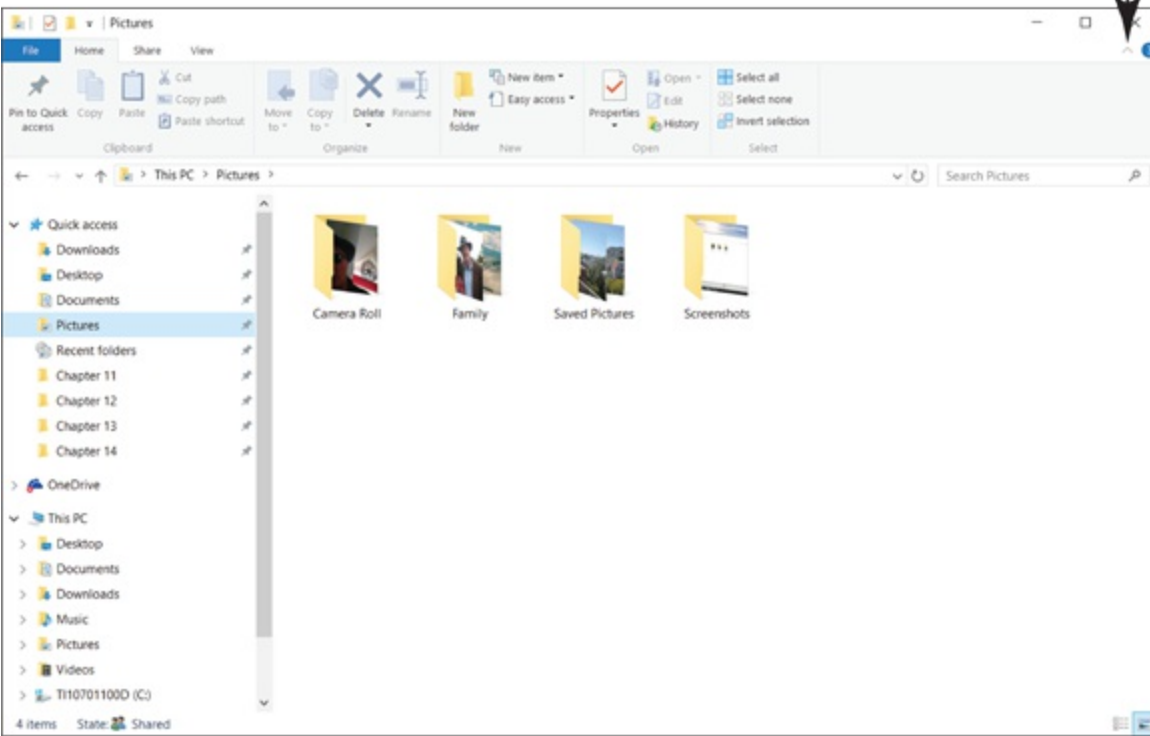 Pictures
File Home Share View
Pin to Quick access
Copy
Paste
Cut
Copy path
Paste shortcut
Clipboard
Move to
Copy to
Delete
Rename
Organize
New folder
New item
Easy access
New
Properties
Open
Edit
History
Open
Select all
Select none
Invert selection
Select
This PC > Pictures >
Search Pictures
Quick access
Downloads
Desktop
Documents
Pictures
Recent folders
Chapter 11
Chapter 12
Chapter 13
Chapter 14
OneDrive
This PC
Desktop
Documents
Downloads
Music
Pictures
Videos
TI10701100D (C:)
Camera Roll
Family
Saved Pictures
Screenshots
4 items State: Shared